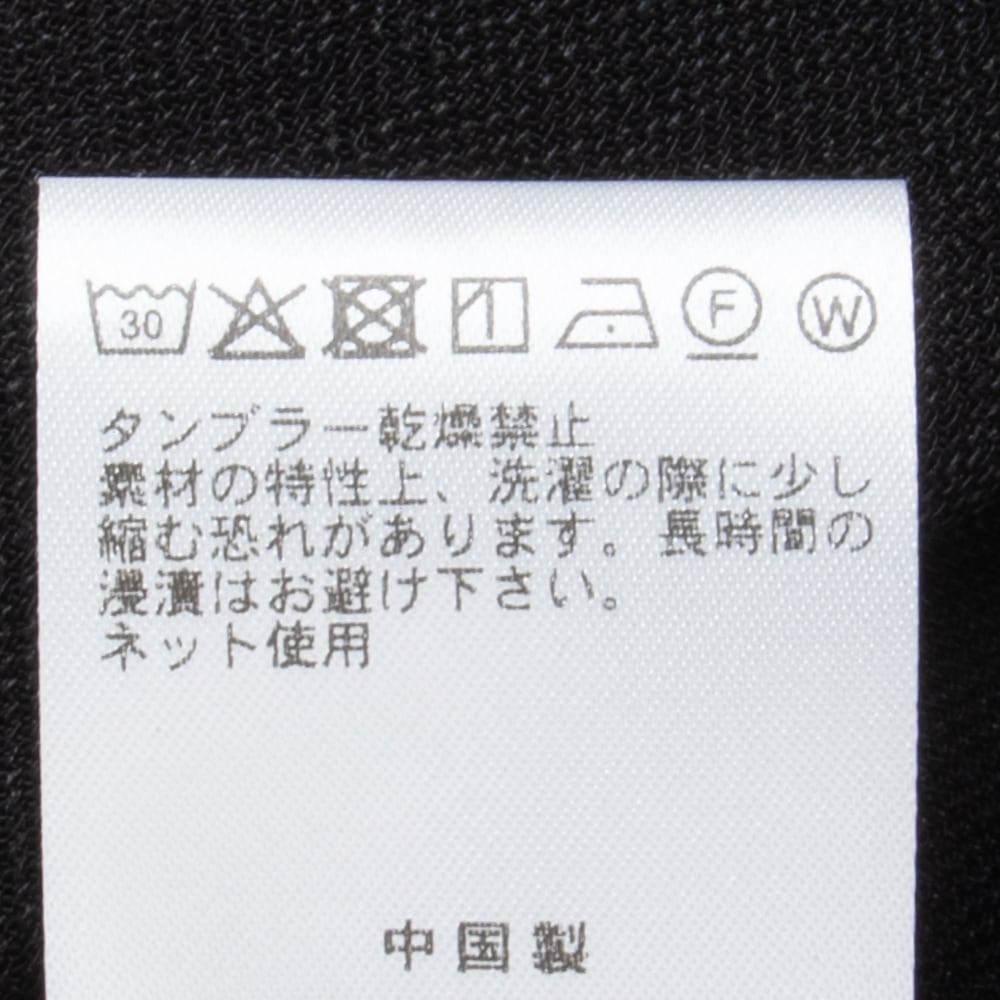 30 F W
タンブラー乾燥禁止
素材の特性上、洗濯の際に少し
縮む恐れがあります。長時間の
浸漬はお避け下さい。
ネット使用
中国製